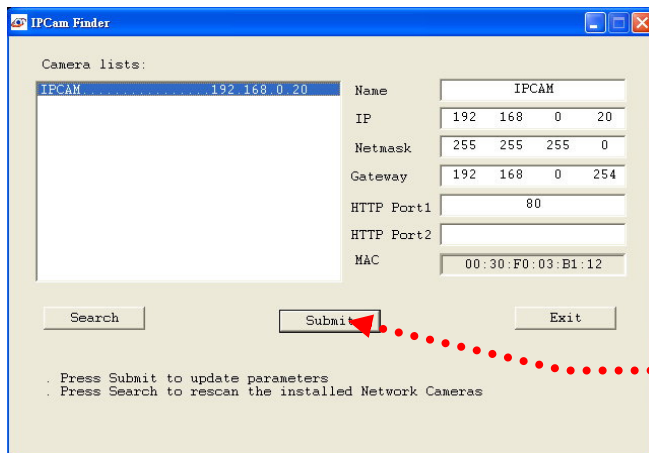 IPCam Finder
Camera lists:
IPCAM................192.168.0.20
Name IPCAM
IP 192 168 0 20
Netmask 255 255 255 0
Gateway 192 168 0 254
HTTP Port1 80
HTTP Port2
MAC 00:30:F0:03:B1:12
Search Submit Exit
. Press Submit to update parameters
. Press Search to rescan the installed Network Cameras